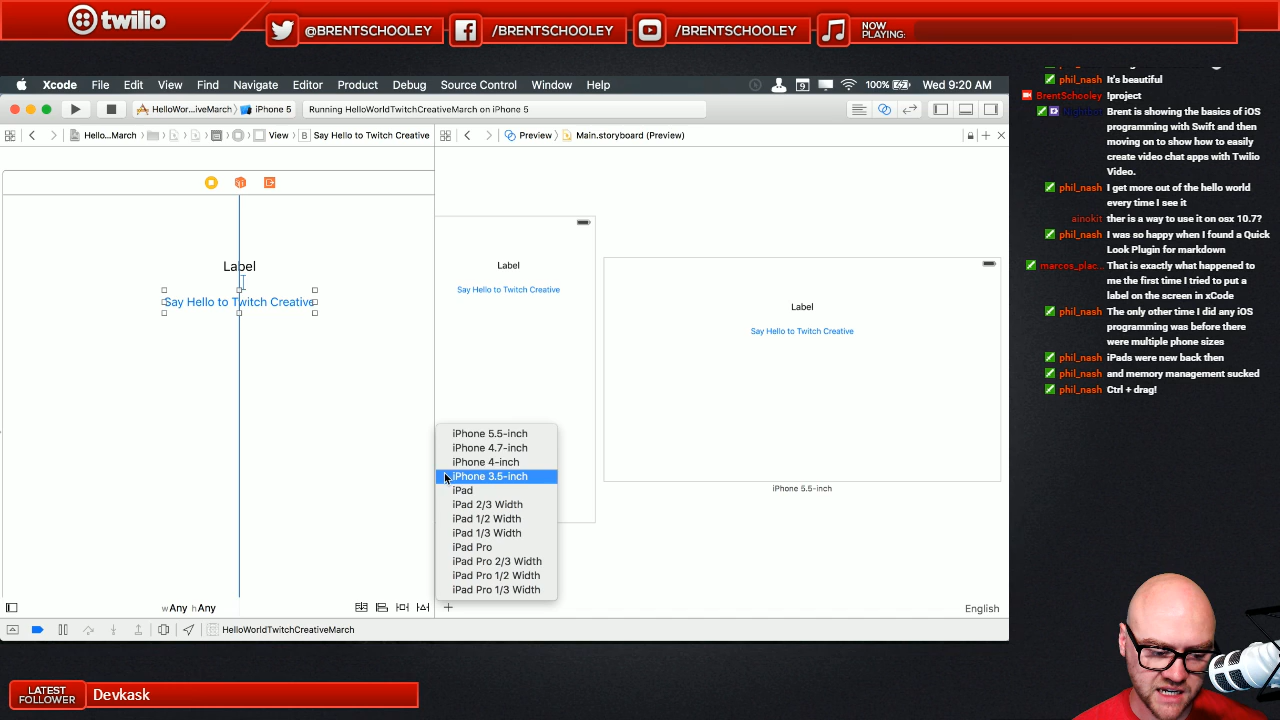 twilio
@BRENTSCHOOLEY
/BRENTSCHOOLEY
/BRENTSCHOOLEY
NOW
PLAYING:
Xcode File Edit View Find Navigate Editor Product Debug Source Control Window Help
9 100% Wed 9:20 AM
HelloWor...iveMarch iPhone 5
Running HelloWorldTwitchCreativeMarch on iPhone 5
Hello...March View B Say Hello to Twitch Creative
Preview Main.storyboard (Preview)
Label
Say Hello to Twitch Creative
Label
Say Hello to Twitch Creative
Label
Say Hello to Twitch Creative
iPhone 5.5-inch
iPhone 5.5-inch
iPhone 4.7-inch
iPhone 4-inch
iPhone 3.5-inch
iPad
iPad 2/3 Width
iPad 1/2 Width
iPad 1/3 Width
iPad Pro
iPad Pro 2/3 Width
iPad Pro 1/2 Width
iPad Pro 1/3 Width
wAny hAny
English
HelloWorldTwitchCreativeMarch
phil_nash It's beautiful
BrentSchooley !project
Brent is showing the basics of iOS
programming with Swift and then
moving on to show how to easily
create video chat apps with Twilio
Video.
phil_nash I get more out of the hello world
every time I see it
ainokit ther is a way to use it on osx 10.7?
phil_nash I was so happy when I found a Quick
Look Plugin for markdown
marcos_plac... That is exactly what happened to
me the first time I tried to put a
label on the screen in xCode
phil_nash The only other time I did any iOS
programming was before there
were multiple phone sizes
phil_nash iPads were new back then
phil_nash and memory management sucked
phil_nash Ctrl + drag!
LATEST
FOLLOWER
Devkask